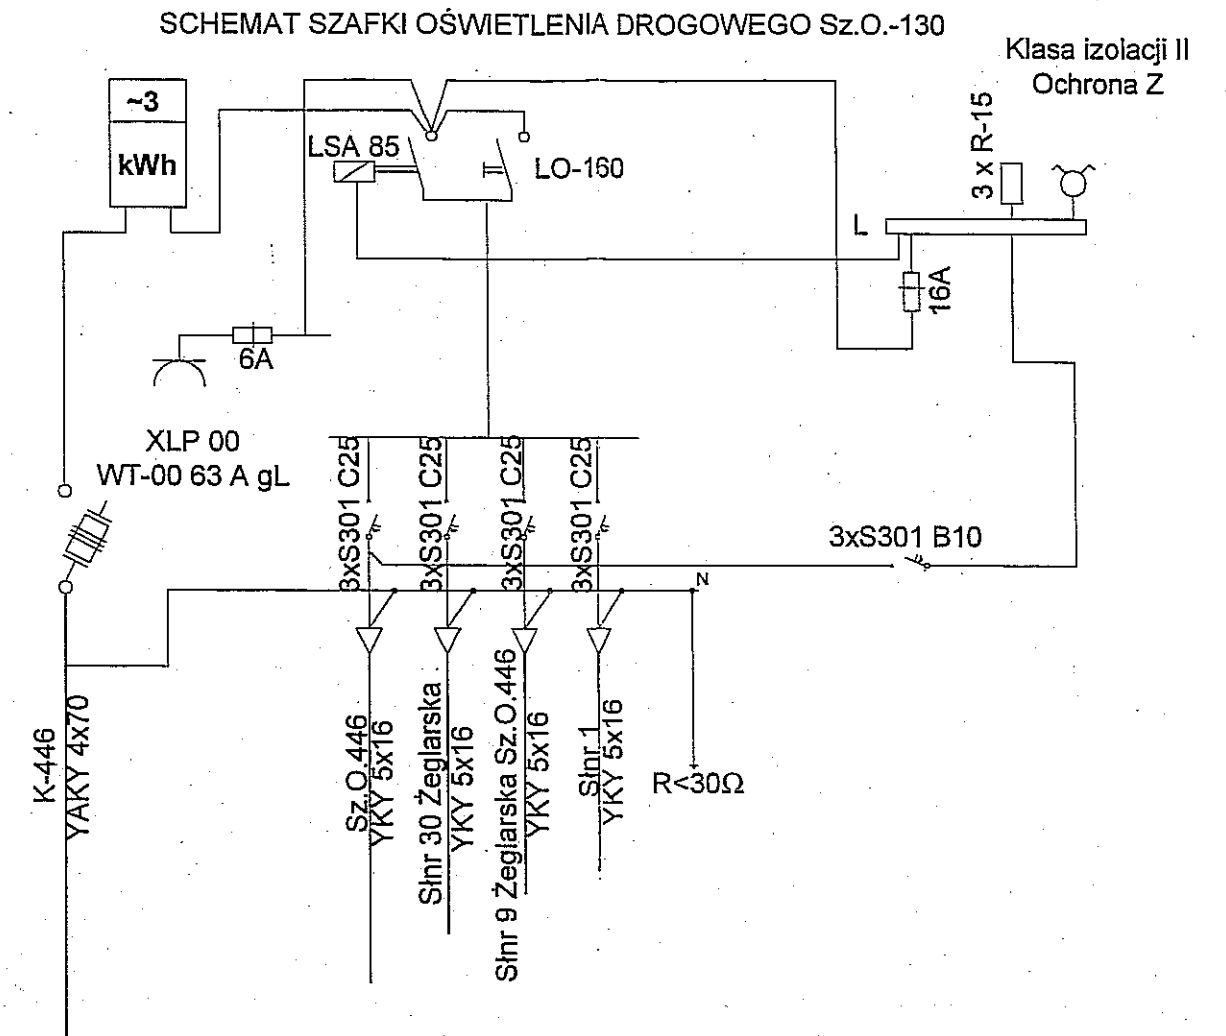 SCHEMAT SZAFKI OŚWIETLENIA DROGOWEGO Sz.O.-130
Klasa izolacji II
Ochrona Z
~3
kWh
LSA 85
LO-160
3 x R-15
L
16A
6A
XLP 00
WT-00 63 A gL
3xS301 C25
3xS301 C25
3xS301 C25
3xS301 C25
3xS301 B10
N
K-446
YAKY 4x70
Sz.O.446
YKY 5x16
Słnr 30 Żeglarska
YKY 5x16
Słnr 9 Żeglarska Sz.O.446
YKY 5x16
Słnr 1
YKY 5x16
R<30Ω